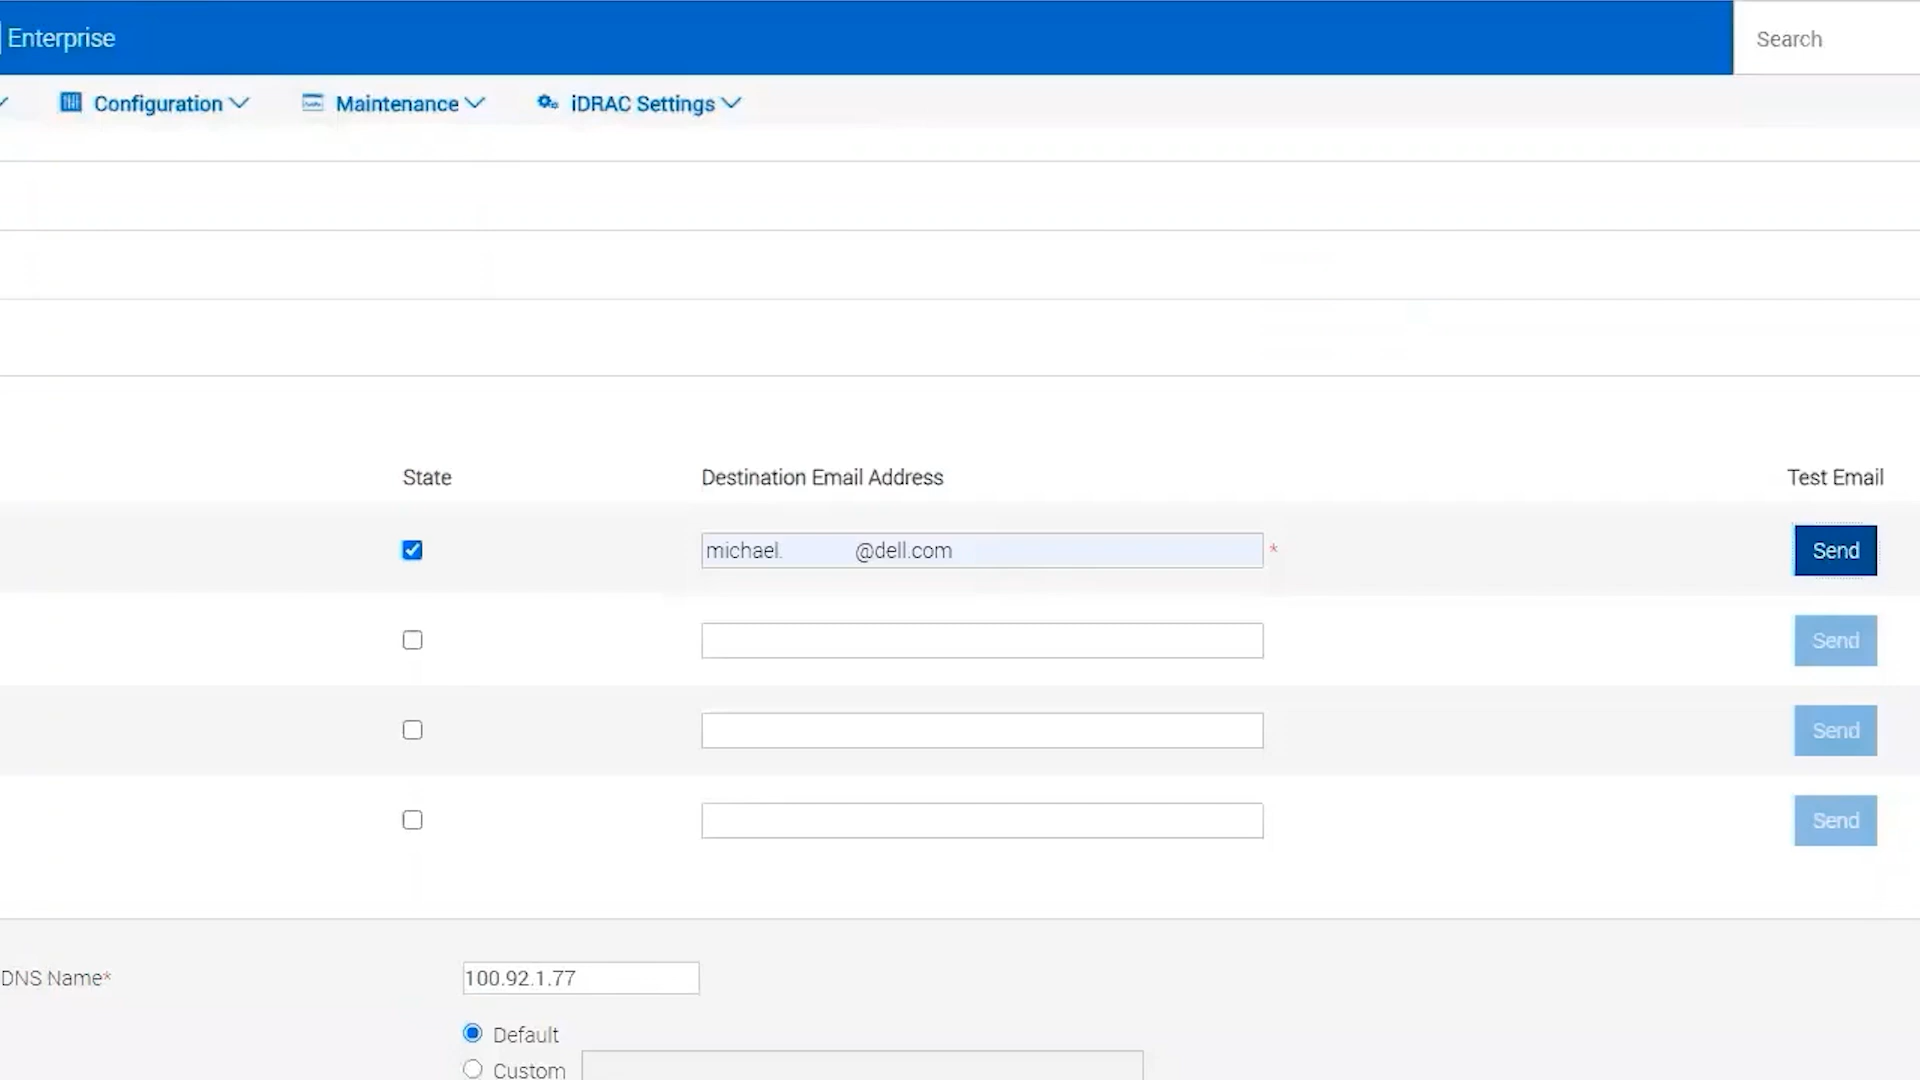 Enterprise
Search
Configuration
Maintenance
iDRAC Settings
State
Destination Email Address
Test Email
michael. @dell.com *
Send
Send
Send
Send
DNS Name*
100.92.1.77
Default
Custom